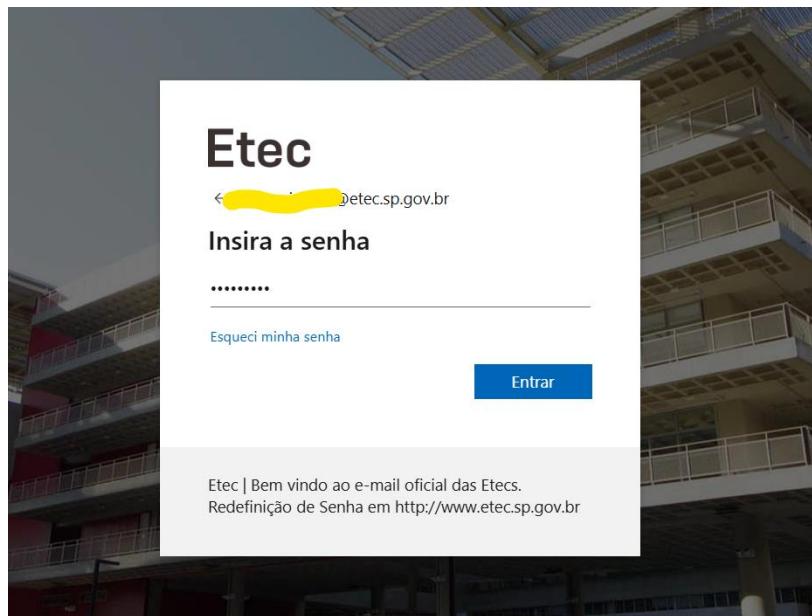 Etec
@etec.sp.gov.br
Insira a senha
Esqueci minha senha
Entrar
Etec | Bem vindo ao e-mail oficial das Etecs.
Redefinição de Senha em http://www.etec.sp.gov.br